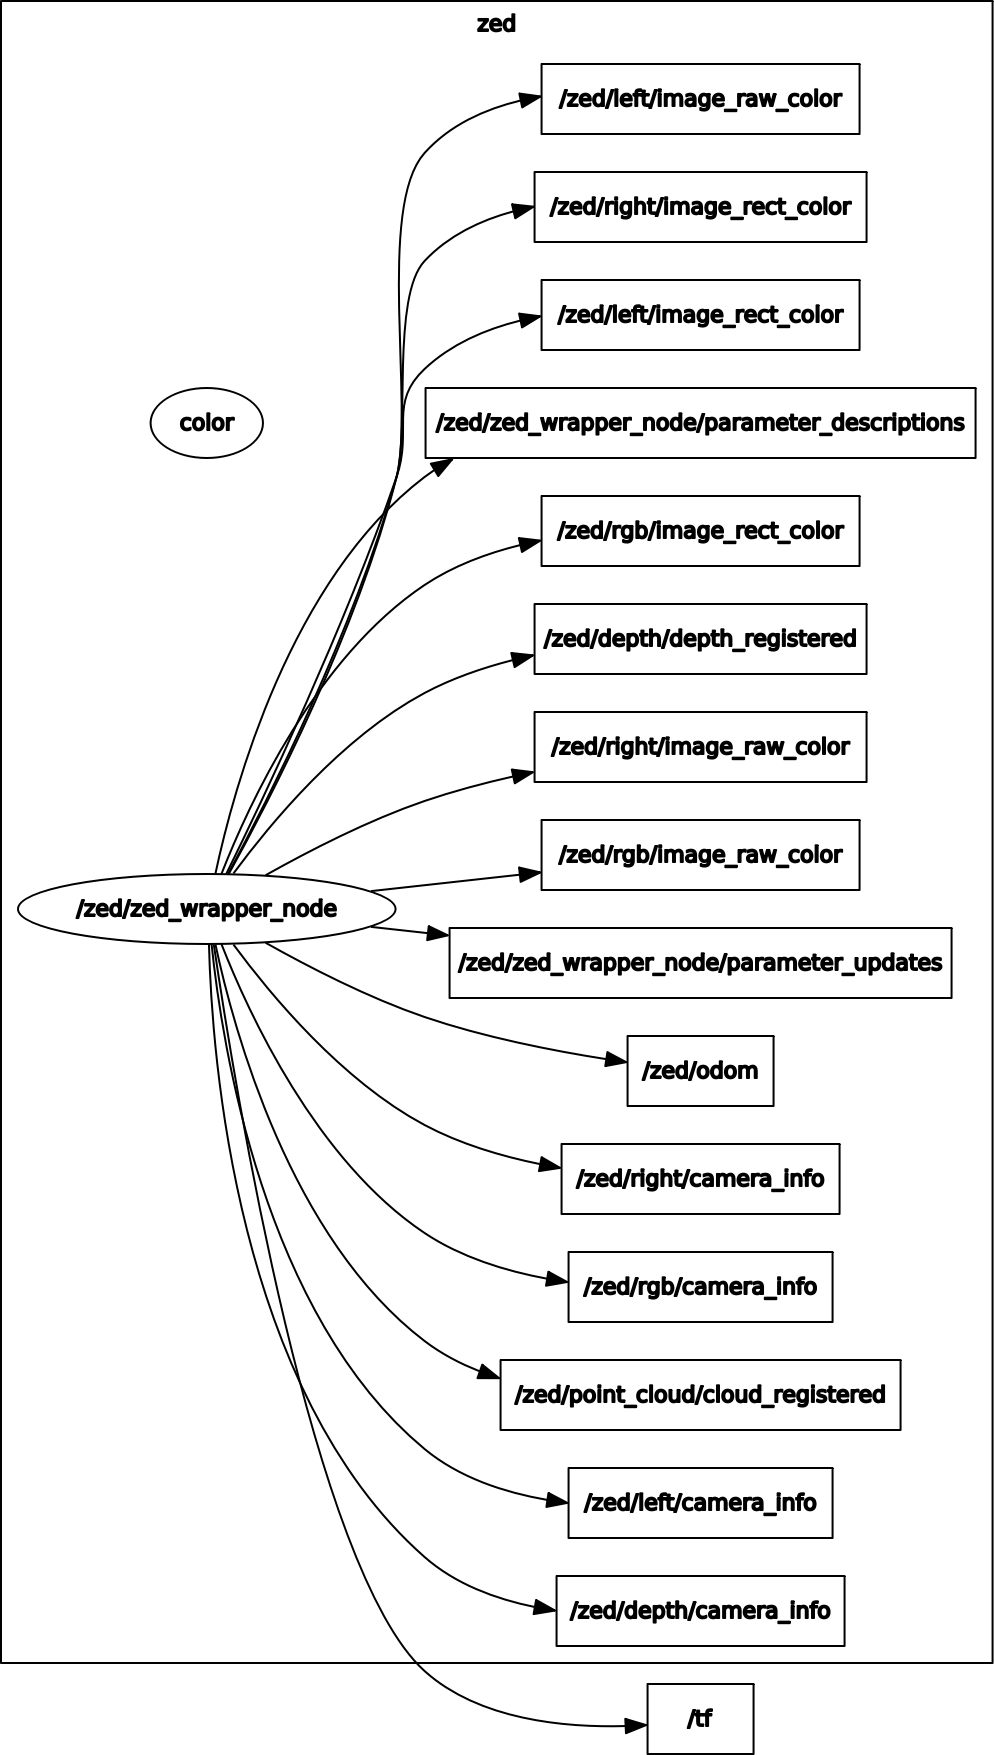 zed
/zed/left/image_raw_color
/zed/right/image_rect_color
/zed/left/image_rect_color
color
/zed/zed_wrapper_node/parameter_descriptions
/zed/rgb/image_rect_color
/zed/depth/depth_registered
/zed/right/image_raw_color
/zed/rgb/image_raw_color
/zed/zed_wrapper_node
/zed/zed_wrapper_node/parameter_updates
/zed/odom
/zed/right/camera_info
/zed/rgb/camera_info
/zed/point_cloud/cloud_registered
/zed/left/camera_info
/zed/depth/camera_info
/tf